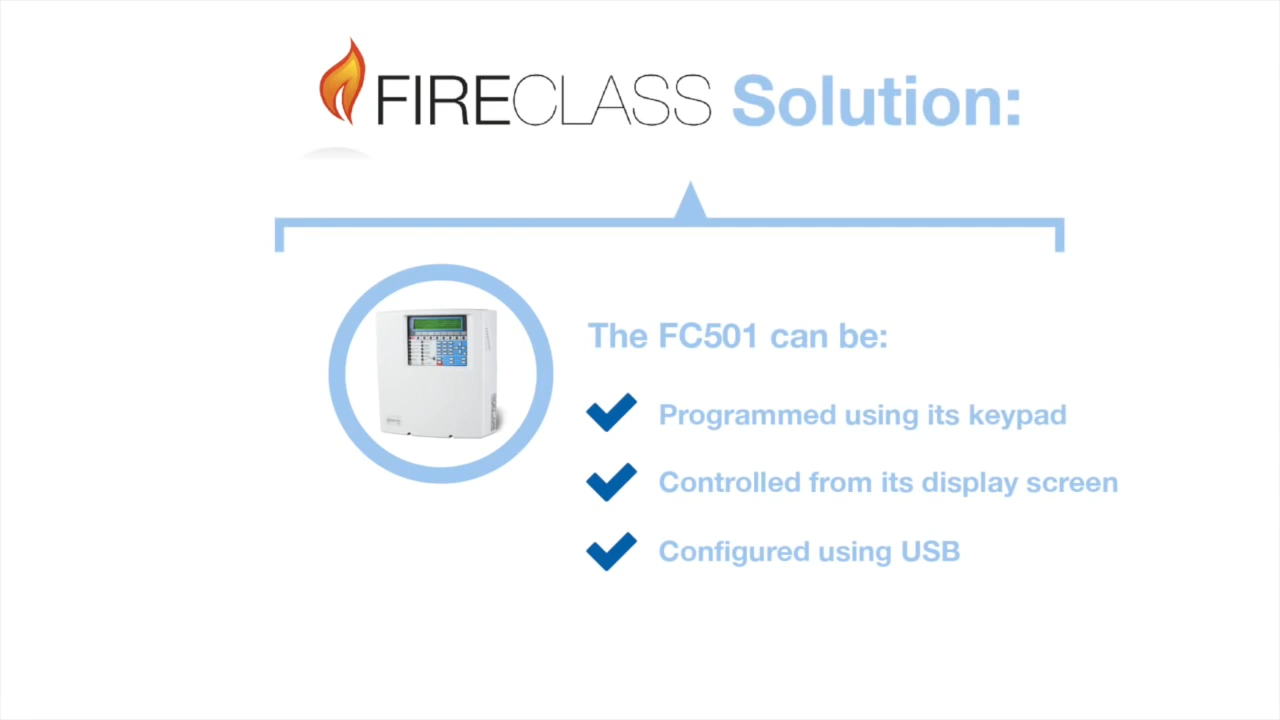 FIRECLASS Solution:
The FC501 can be:
Programmed using its keypad
Controlled from its display screen
Configured using USB